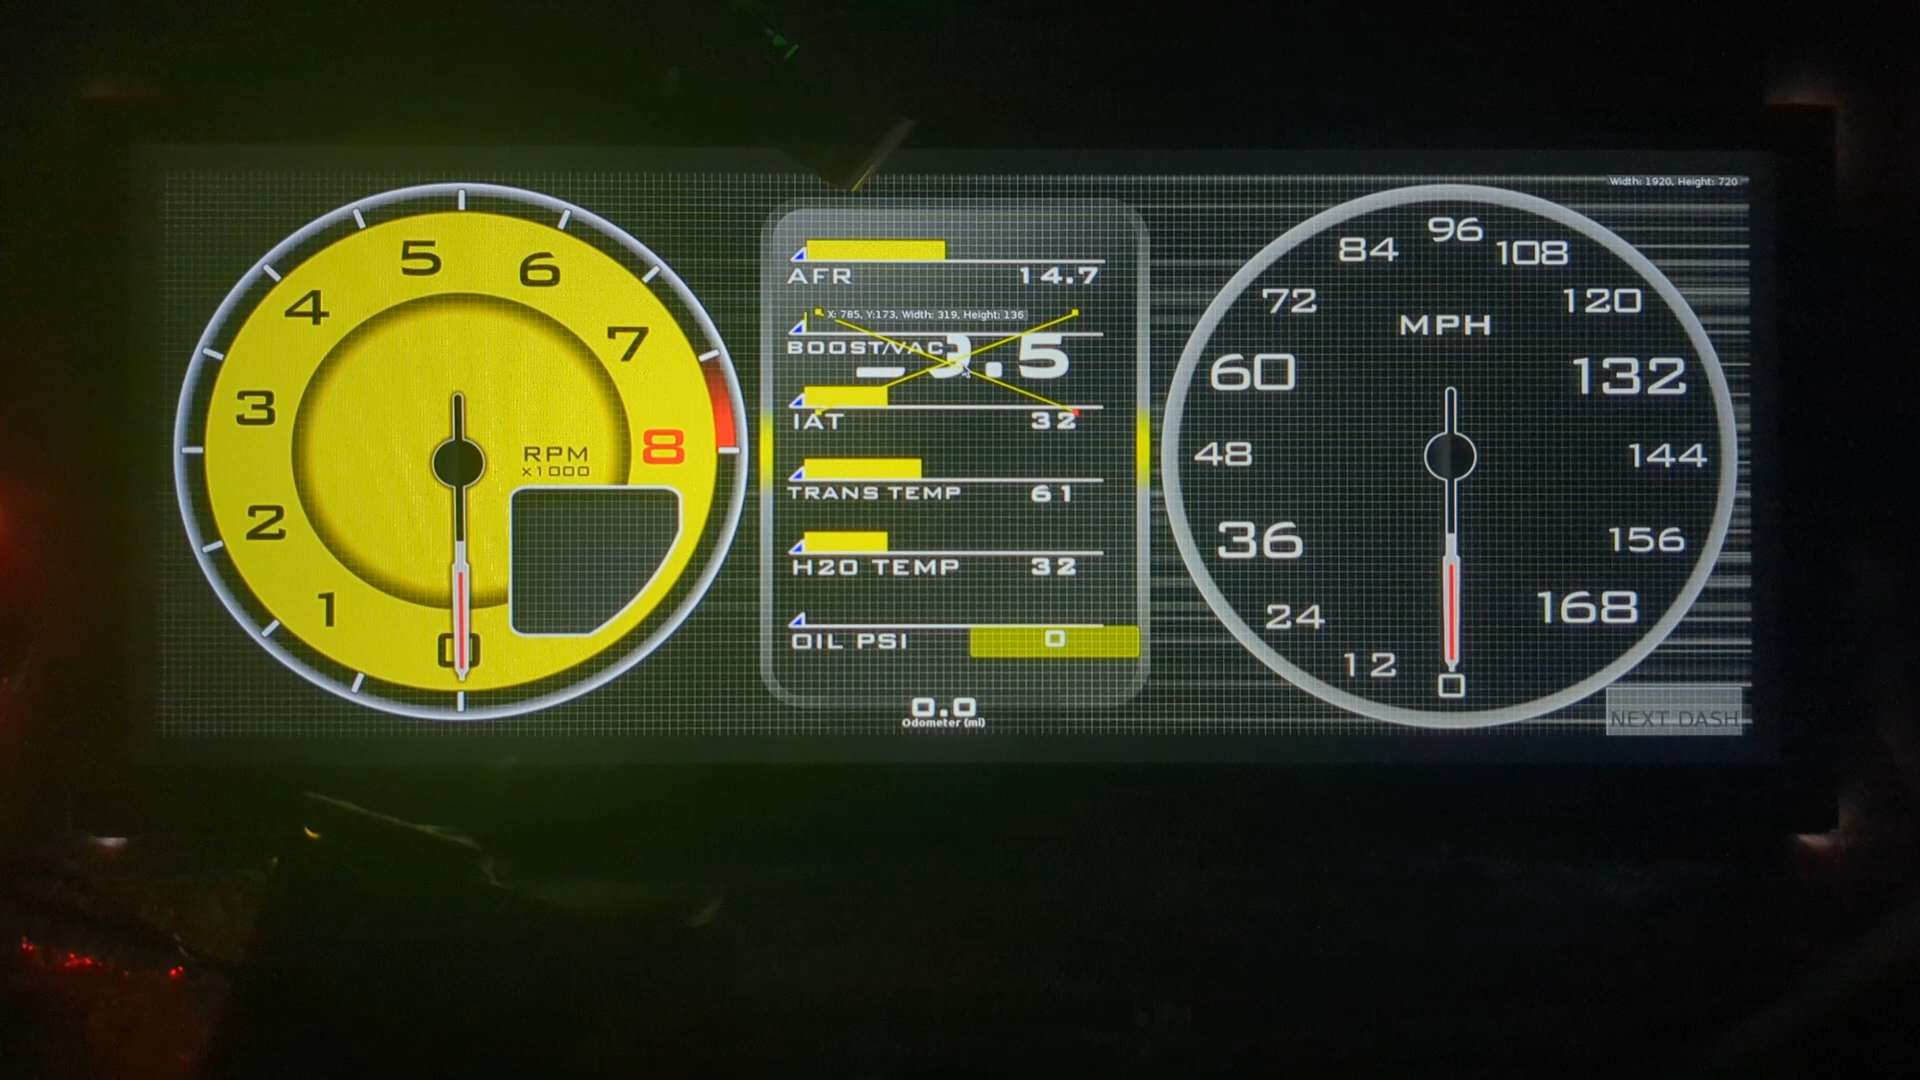 5
6
4
7
3
RPM
x1000
8
2
1
0
AFR 14.7
X: 785, Y:173, Width: 319, Height: 136
BOOST/VAC
IAT 32
TRANS TEMP 61
H2O TEMP 32
OIL PSI 0
0.0
Odometer (mi)
Width: 1920, Height: 720
96
84
108
72
120
MPH
60
132
48
144
36
156
24
168
12
0
NEXT DASH